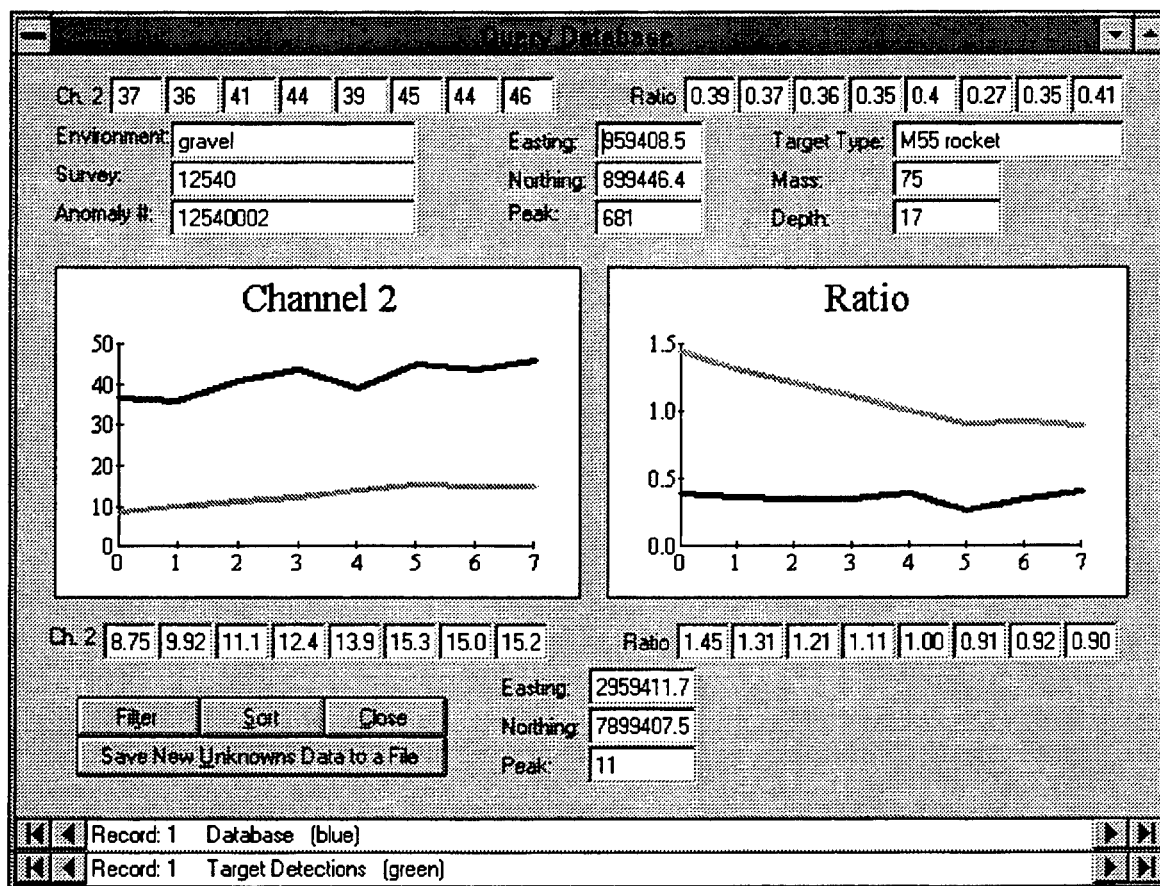 Query Database
Ch. 2 37 36 41 44 39 45 44 46 Ratio 0.39 0.37 0.36 0.35 0.4 0.27 0.35 0.41
Environment: gravel Easting: 959408.5 Target Type: M55 rocket
Survey: 12540 Northing: 899446.4 Mass: 75
Anomaly #: 12540002 Peak: 681 Depth: 17
Channel 2 Ratio
50 1.5
40
30 1.0
20 0.5
10
0 0.0
0 1 2 3 4 5 6 7 0 1 2 3 4 5 6 7
Ch. 2 8.75 9.92 11.1 12.4 13.9 15.3 15.0 15.2 Ratio 1.45 1.31 1.21 1.11 1.00 0.91 0.92 0.90
Easting: 2959411.7
Filter Sort Close Northing: 7899407.5
Save New Unknowns Data to a File Peak: 11
Record: 1 Database (blue)
Record: 1 Target Detections (green)